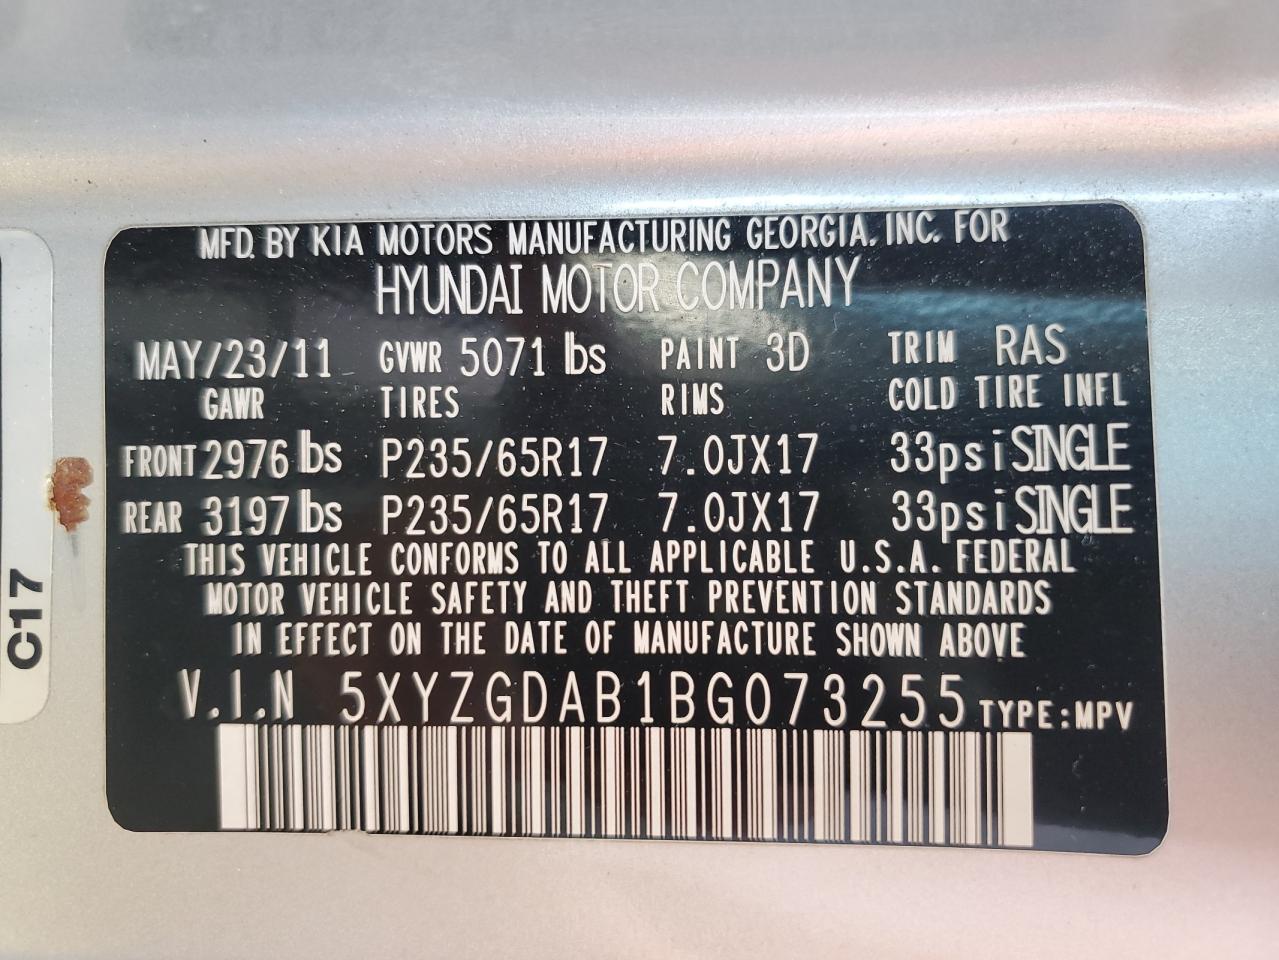 MFD. BY KIA MOTORS MANUFACTURING GEORGIA, INC. FOR
HYUNDAI MOTOR COMPANY
MAY/23/11 GVWR 5071 lbs PAINT 3D TRIM RAS
GAWR TIRES RIMS COLD TIRE INFL
FRONT 2976 lbs P235/65R17 7.0JX17 33psi SINGLE
REAR 3197 lbs P235/65R17 7.0JX17 33psi SINGLE
THIS VEHICLE CONFORMS TO ALL APPLICABLE U.S.A. FEDERAL
MOTOR VEHICLE SAFETY AND THEFT PREVENTION STANDARDS
IN EFFECT ON THE DATE OF MANUFACTURE SHOWN ABOVE
V.I.N 5XYZGDAB1BG073255 TYPE:MPV
C17